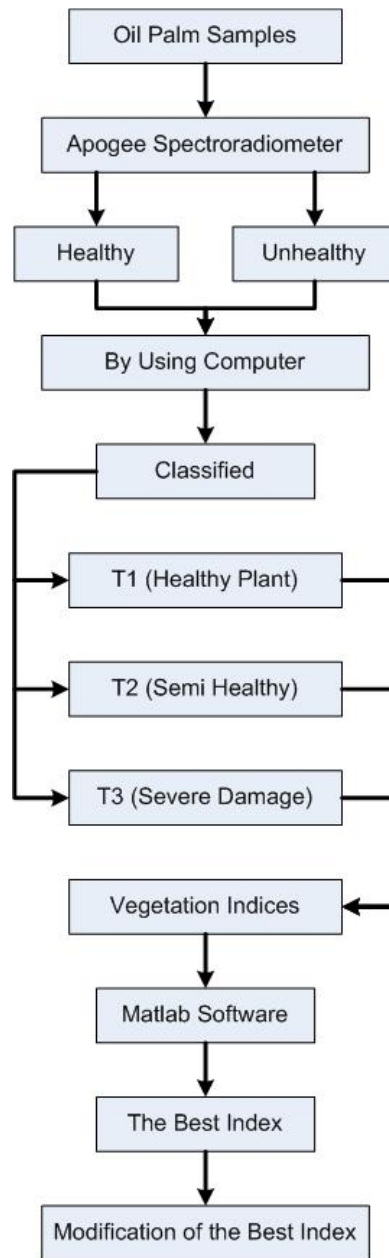 Oil Palm Samples
Apogee Spectroradiometer
Healthy
Unhealthy
By Using Computer
Classified
T1 (Healthy Plant)
T2 (Semi Healthy)
T3 (Severe Damage)
Vegetation Indices
Matlab Software
The Best Index
Modification of the Best Index